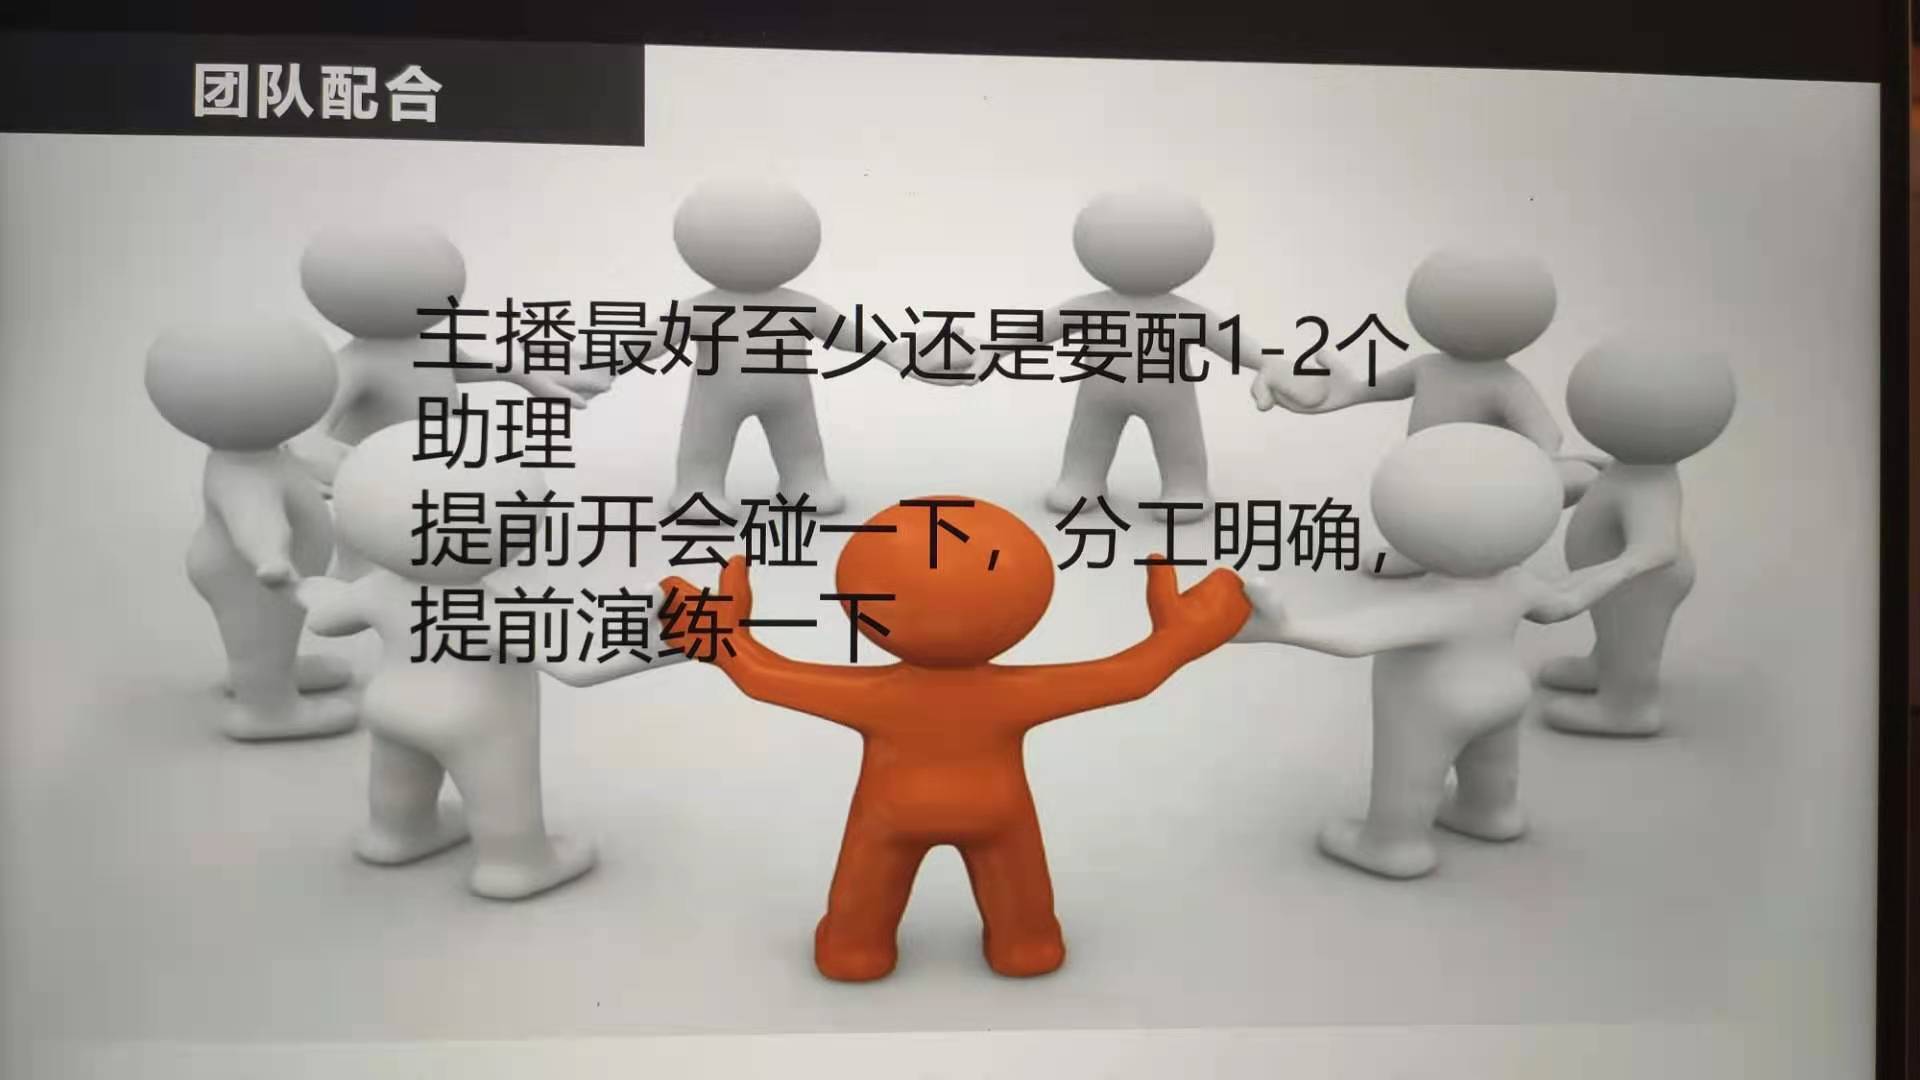 团队配合
主播最好至少还是要配1-2个
助理
提前开会碰一下，分工明确，
提前演练一下